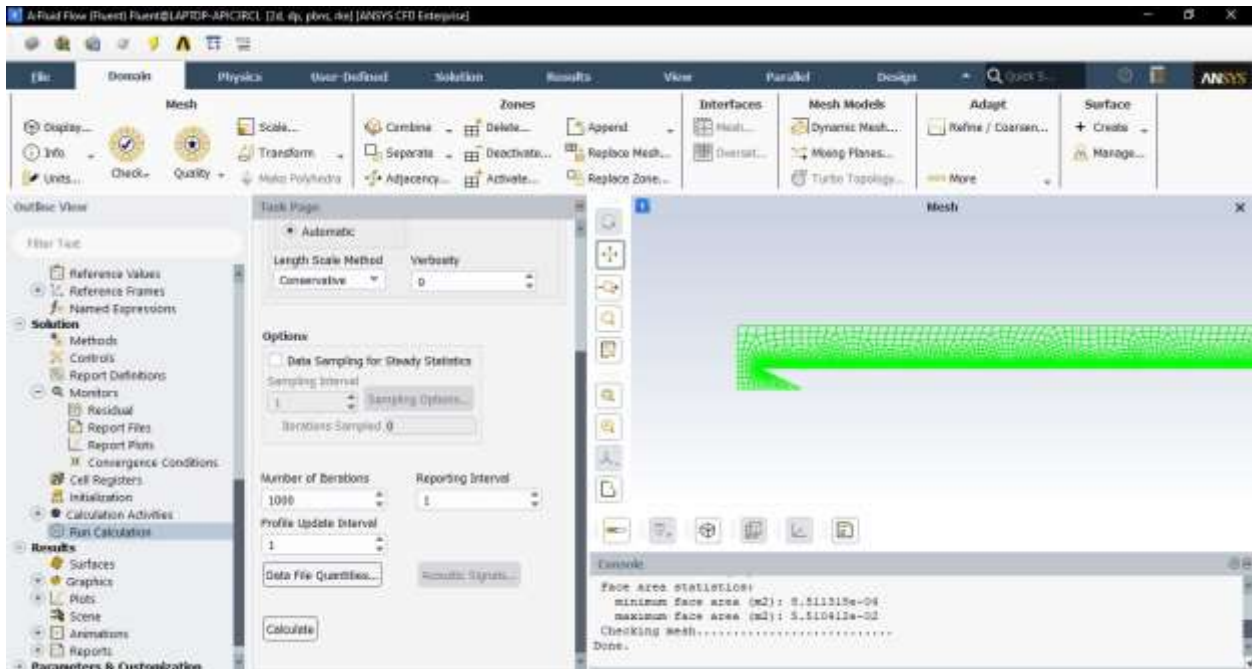 A:Fluid Flow (Fluent) Fluent@LAPTOP-APIC3RCL [2d, dp, pbns, rke] [ANSYS CFD Enterprise]
File Domain Physics User-Defined Solution Results View Parallel Design Quick S... ANSYS
Mesh Zones Interfaces Mesh Models Adapt Surface
Display... Scale... Combine Delete... Append Mesh... Dynamic Mesh... Refine / Coarsen... + Create
Info Transform Separate Deactivate... Replace Mesh... Overset... Mixing Planes... Manage...
Units... Check Quality Make Polyhedra Adjacency... Activate... Replace Zone... Turbo Topology... More
Outline View
Filter Text
Reference Values
Reference Frames
Named Expressions
Solution
Methods
Controls
Report Definitions
Monitors
Residual
Report Files
Report Plots
Convergence Conditions
Cell Registers
Initialization
Calculation Activities
Run Calculation
Results
Surfaces
Graphics
Plots
Scene
Animations
Reports
Parameters & Customization
Task Page
Automatic
Length Scale Method Verbosity
Conservative 0
Options
Data Sampling for Steady Statistics
Sampling Interval
1 Sampling Options...
Iterations Sampled 0
Number of Iterations Reporting Interval
1000 1
Profile Update Interval
1
Data File Quantities... Acoustic Signals...
Calculate
Mesh
Console
Face area statistics:
minimum face area (m2):
maximum face area (m2):
Checking mesh............................
Done.